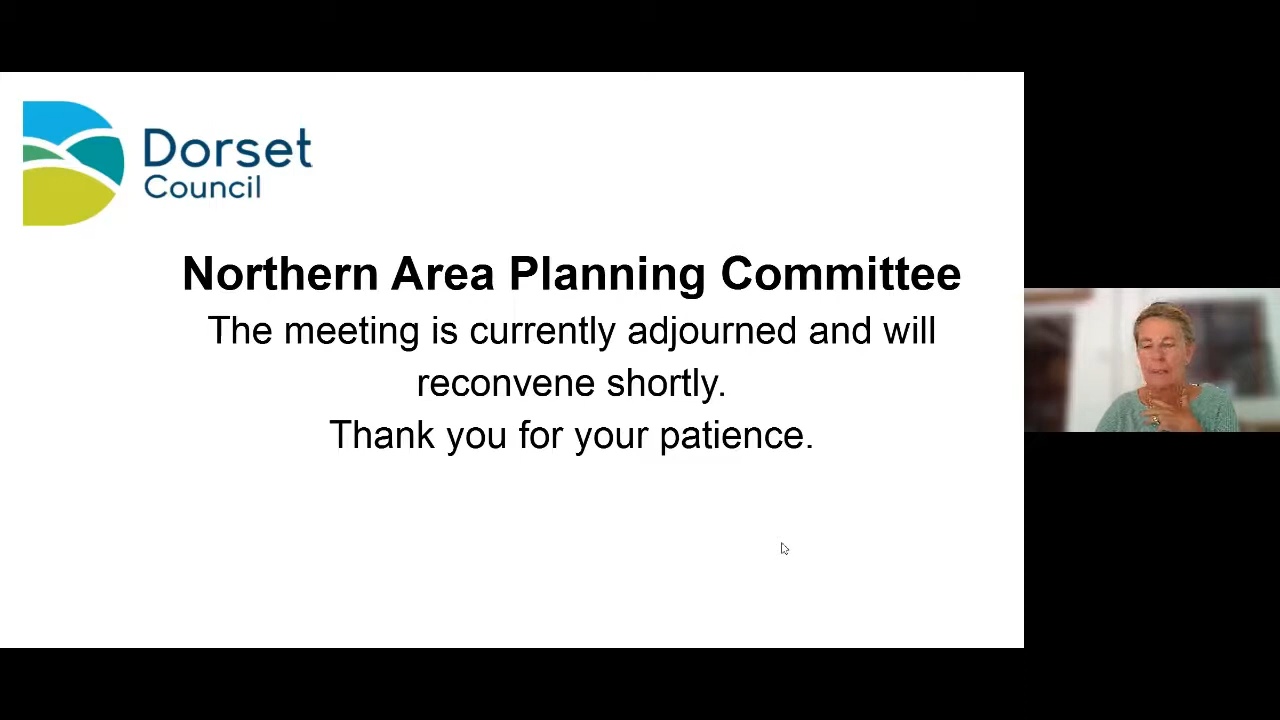 Dorset
Council
Northern Area Planning Committee
The meeting is currently adjourned and will
reconvene shortly.
Thank you for your patience.